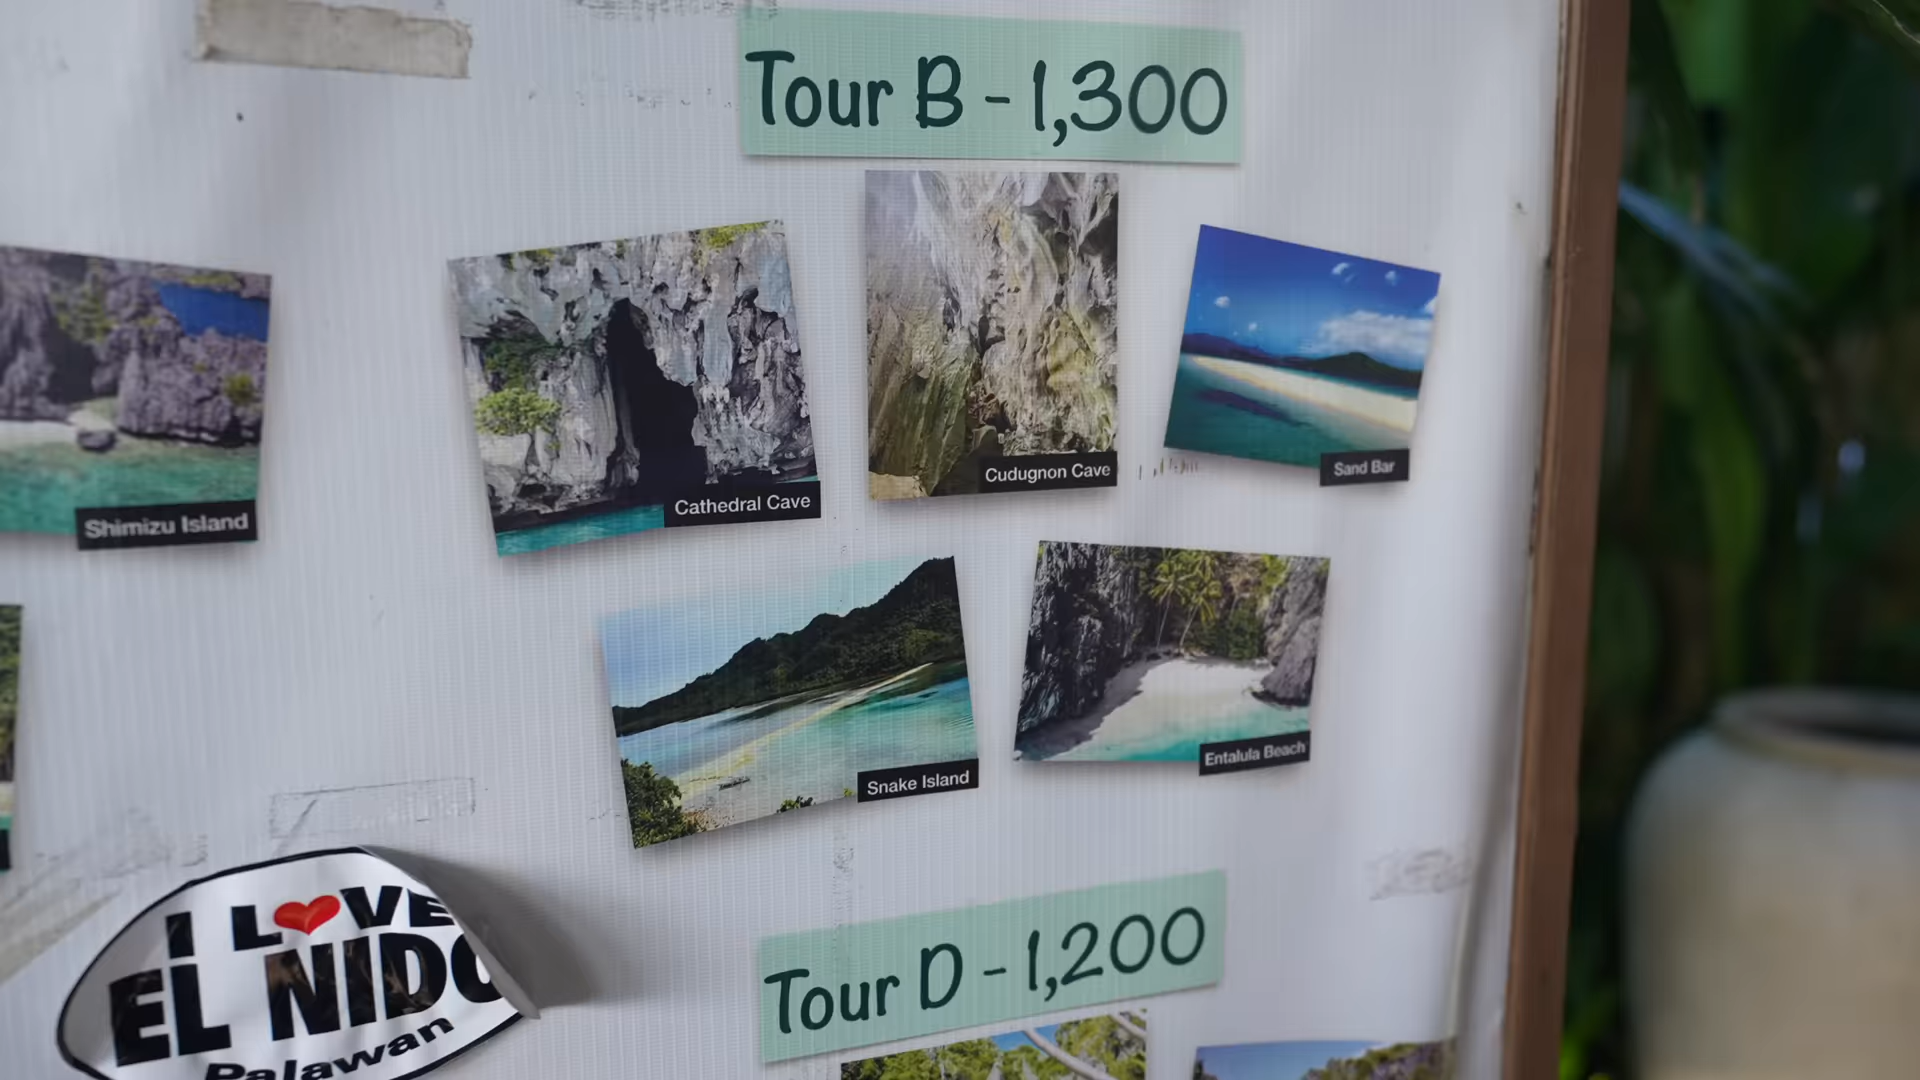 Tour B - 1,300
Shimizu Island
Cathedral Cave
Cudugnon Cave
Sand Bar
Snake Island
Entalula Beach
I L❤VE
EL NIDO
Palawan
Tour D - 1,200